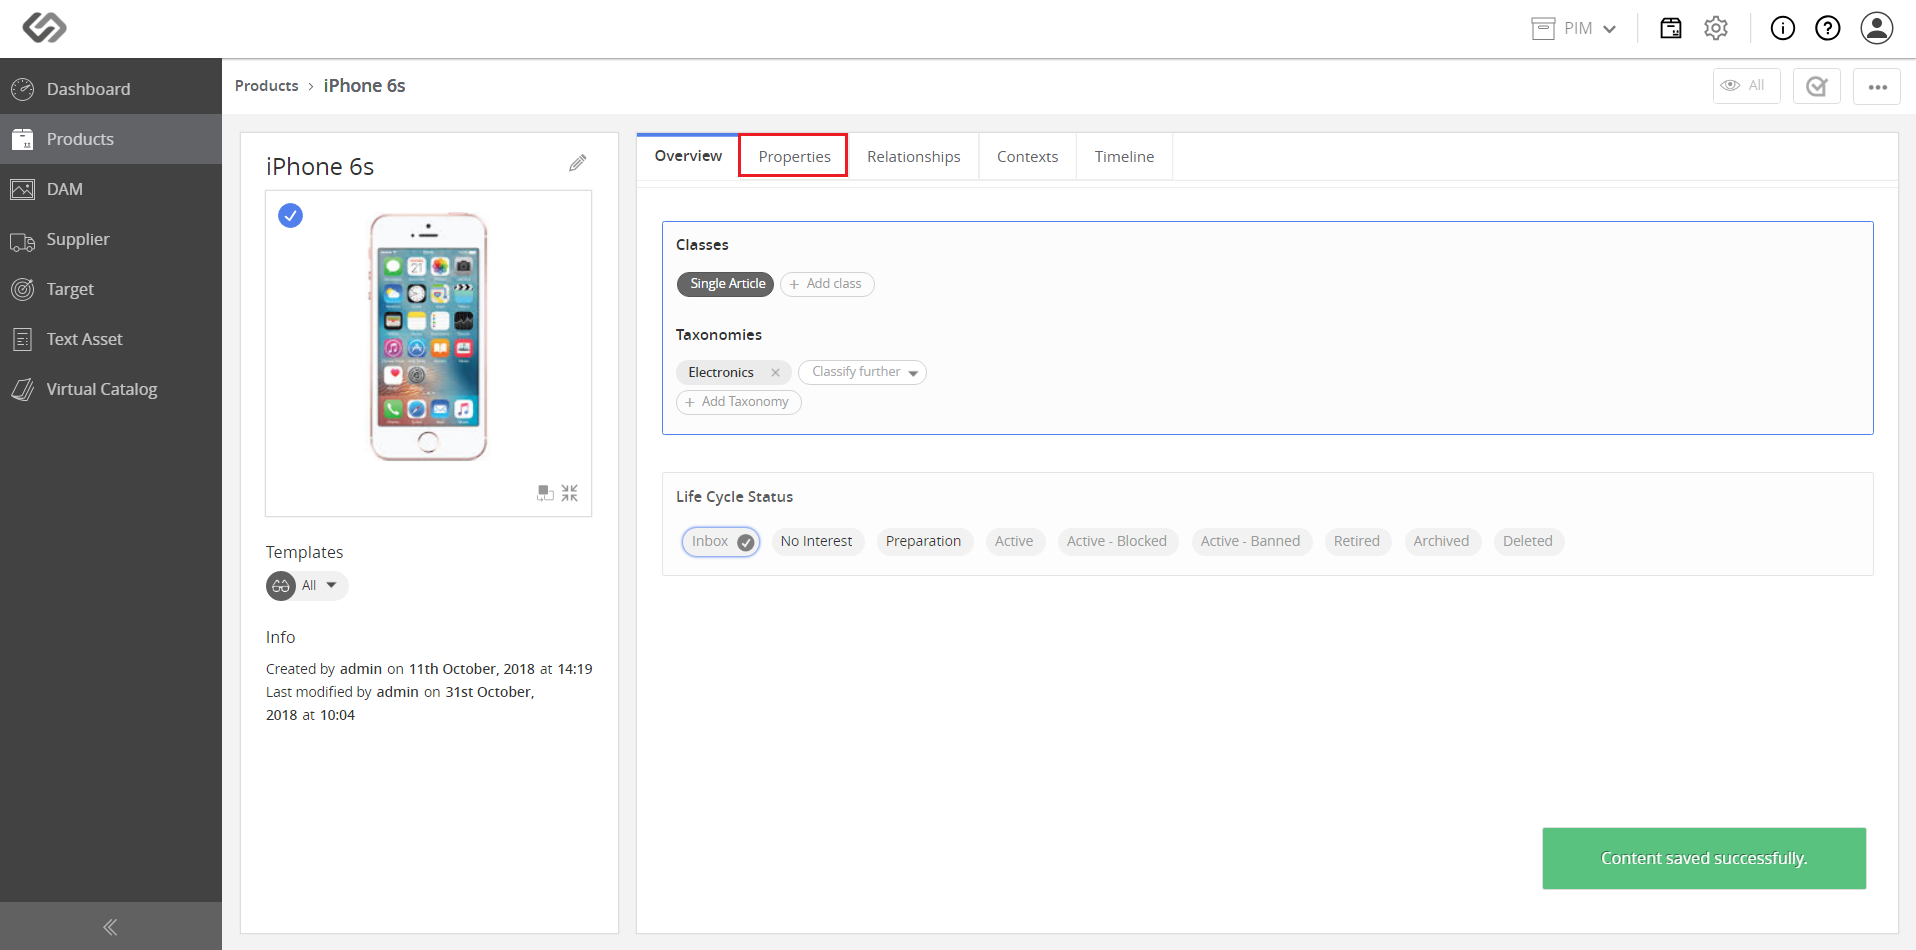 PIM
Dashboard
Products
DAM
Supplier
Target
Text Asset
Virtual Catalog
Products › iPhone 6s
All
iPhone 6s
Templates
All
Info
Created by admin on 11th October, 2018 at 14:19
Last modified by admin on 31st October,
2018 at 10:04
Overview Properties Relationships Contexts Timeline
Classes
Single Article + Add class
Taxonomies
Electronics × Classify further
+ Add Taxonomy
Life Cycle Status
Inbox No Interest Preparation Active Active - Blocked Active - Banned Retired Archived Deleted
Content saved successfully.